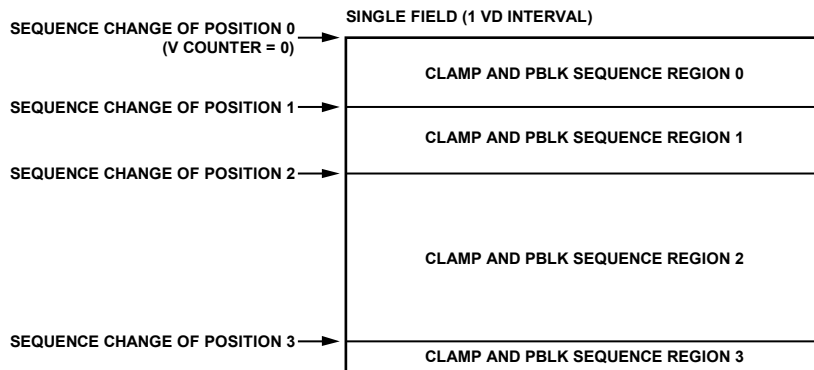 SINGLE FIELD (1 VD INTERVAL)
SEQUENCE CHANGE OF POSITION 0
(V COUNTER = 0)
CLAMP AND PBLK SEQUENCE REGION 0
SEQUENCE CHANGE OF POSITION 1
CLAMP AND PBLK SEQUENCE REGION 1
SEQUENCE CHANGE OF POSITION 2
CLAMP AND PBLK SEQUENCE REGION 2
SEQUENCE CHANGE OF POSITION 3
CLAMP AND PBLK SEQUENCE REGION 3